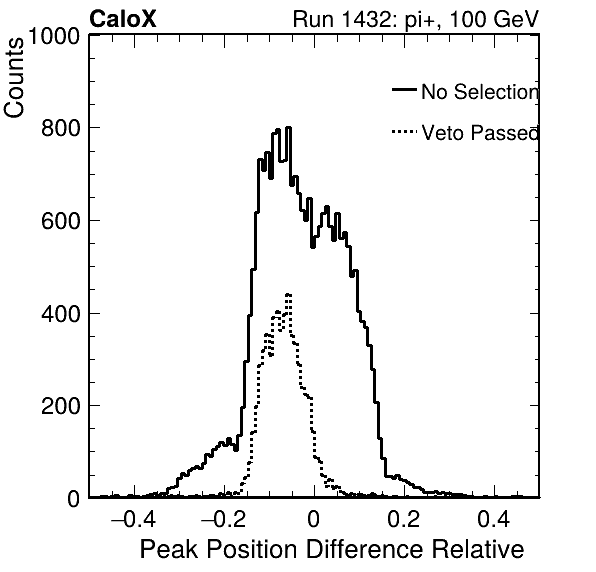 CaloX Run 1432: pi+, 100 GeV
Counts
1000
800
600
400
200
0
No Selection
Veto Passed
−0.4 −0.2 0 0.2 0.4
Peak Position Difference Relative